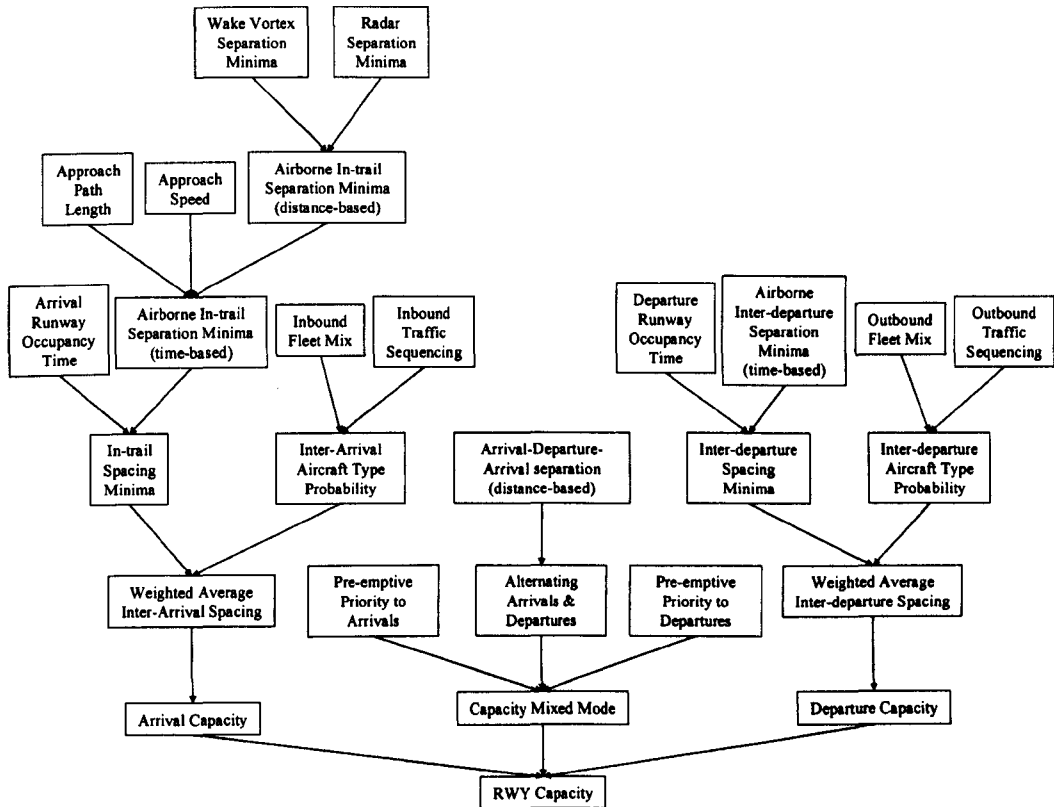 Wake Vortex
Separation
Minima
Radar
Separation
Minima
Approach
Path
Length
Approach
Speed
Airborne In-trail
Separation Minima
(distance-based)
Arrival
Runway
Occupancy
Time
Airborne In-trail
Separation Minima
(time-based)
Inbound
Fleet Mix
Inbound
Traffic
Sequencing
Departure
Runway
Occupancy
Time
Airborne
Inter-departure
Separation
Minima
(time-based)
Outbound
Fleet Mix
Outbound
Traffic
Sequencing
In-trail
Spacing
Minima
Inter-Arrival
Aircraft Type
Probability
Arrival-Departure-
Arrival separation
(distance-based)
Inter-departure
Spacing
Minima
Inter-departure
Aircraft Type
Probability
Weighted Average
Inter-Arrival Spacing
Pre-emptive
Priority to
Arrivals
Alternating
Arrivals &
Departures
Pre-emptive
Priority to
Departures
Weighted Average
Inter-departure Spacing
Arrival Capacity
Capacity Mixed Mode
Departure Capacity
RWY Capacity